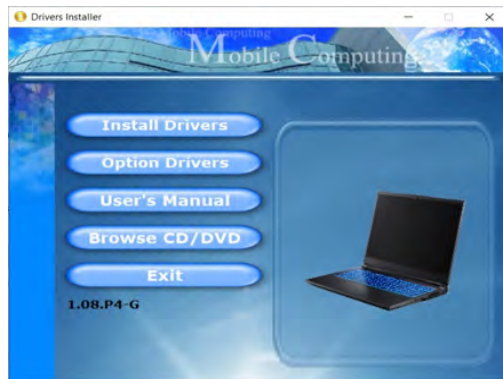 Drivers Installer
Mobile Computing
Mobile Computing
Install Drivers
Option Drivers
User's Manual
Browse CD/DVD
Exit
1.08.P4-G